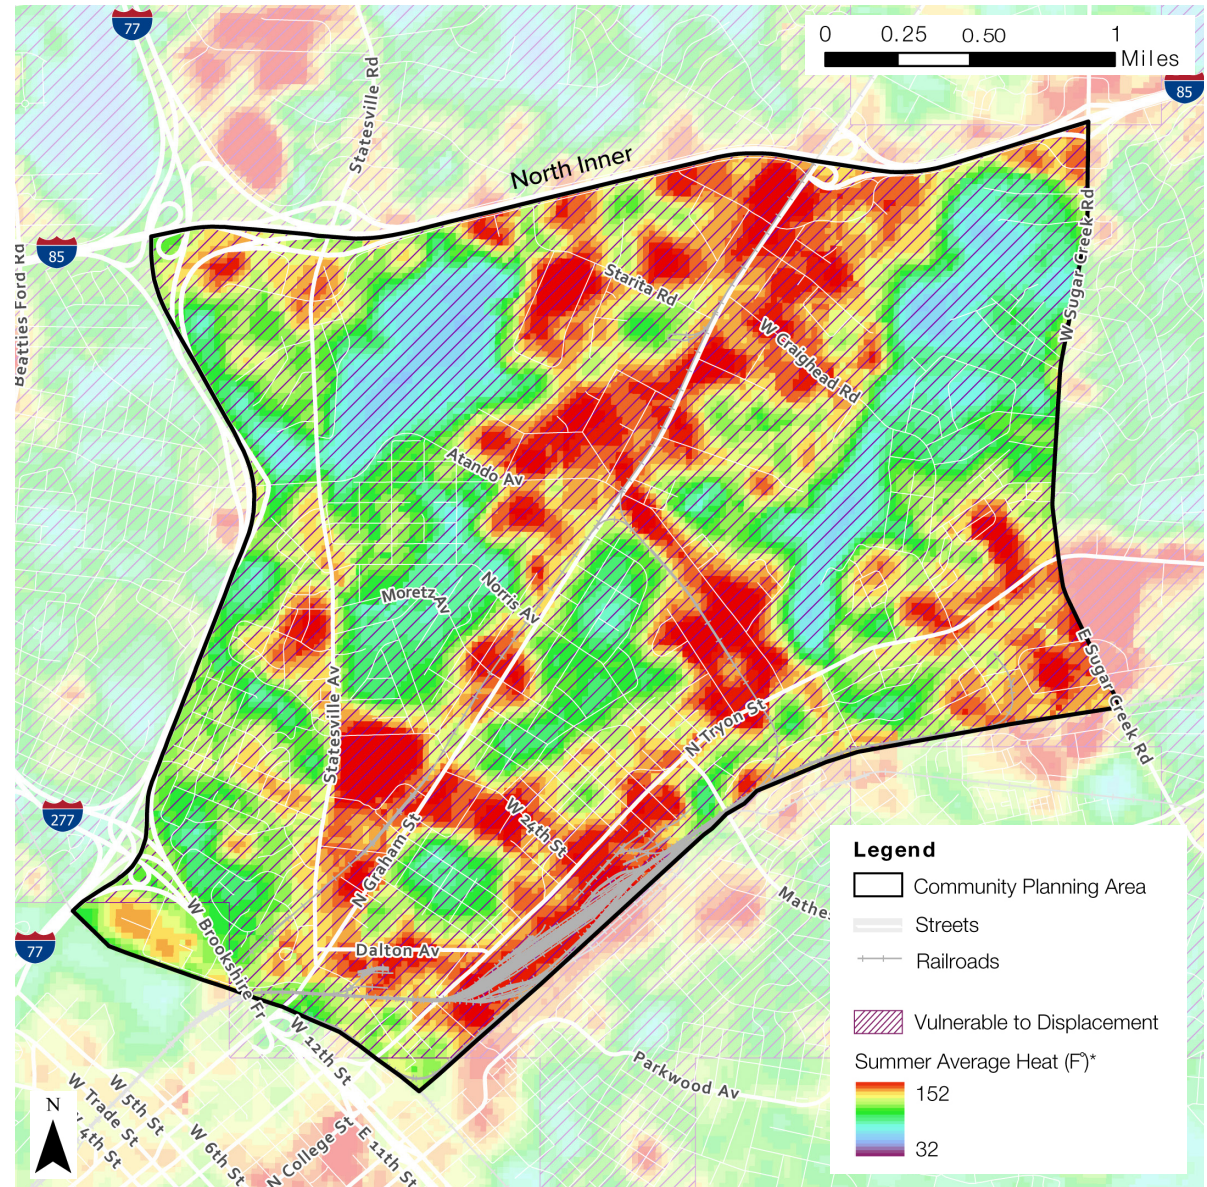 77
0
0.25
0.50
1
Miles
85
Statesville Rd
North Inner
85
Beatties Ford Rd
W Sugar Creek Rd
Starita Rd
W Craighead Rd
Atando Av
Moretz Av
Norris Av
Statesville Av
E Sugar Creek Rd
N Tryon St
277
W 24th St
N Graham St
W Brookshire Fr
Dalton Av
77
W 12th St
Parkwood Av
W 5th St
W Trade St
4th St
W 6th St
N College St
E 11th St
N
Legend
Community Planning Area
Streets
Railroads
Vulnerable to Displacement
Summer Average Heat (F°)*
152
32